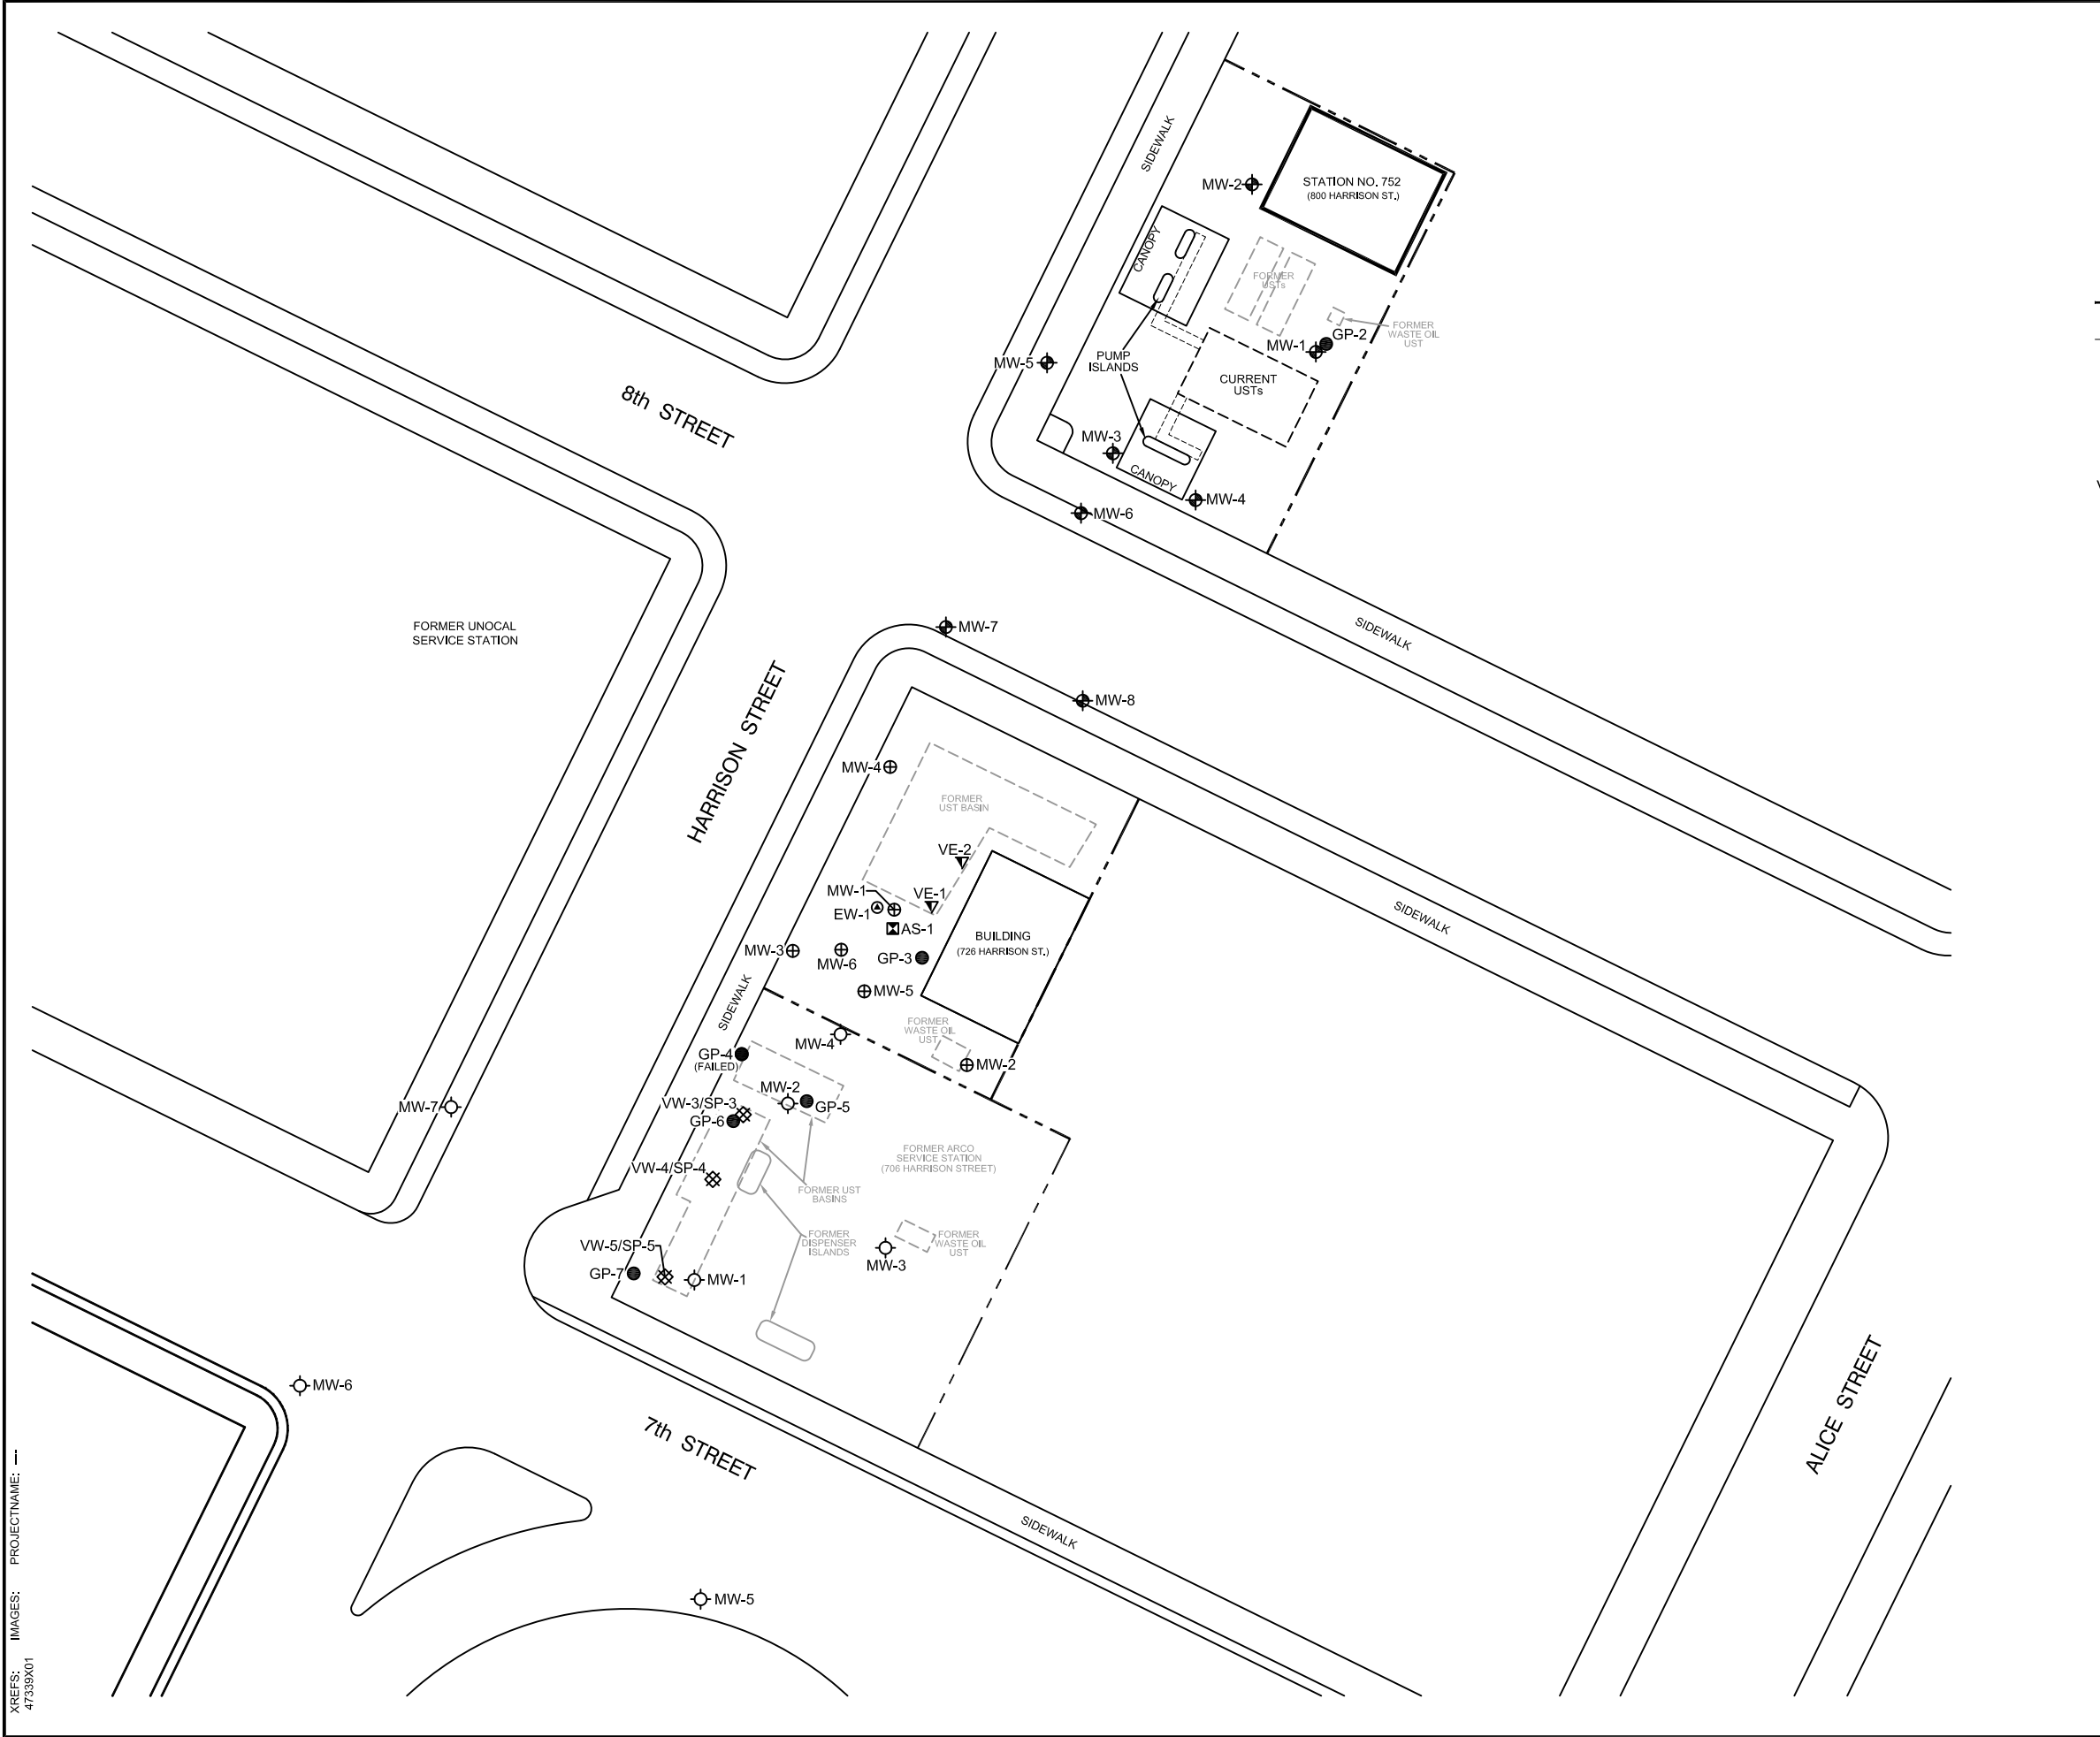 SIDEWALK
MW-2
STATION NO. 752
(800 HARRISON ST.)
CANOPY
FORMER
USTs
FORMER
WASTE OIL
UST
GP-2
MW-1
PUMP
ISLANDS
MW-5
CURRENT
USTs
8th STREET
MW-3
CANOPY
MW-4
MW-6
FORMER UNOCAL
SERVICE STATION
MW-7
SIDEWALK
MW-8
HARRISON STREET
MW-4
FORMER
UST BASIN
VE-2
MW-1
VE-1
EW-1
AS-1
SIDEWALK
BUILDING
(726 HARRISON ST.)
MW-3
MW-6
GP-3
MW-5
SIDEWALK
FORMER
WASTE OIL
UST
MW-4
GP-4
(FAILED)
MW-2
MW-2
VW-3/SP-3
GP-5
MW-7
GP-6
FORMER ARCO
SERVICE STATION
(706 HARRISON STREET)
VW-4/SP-4
FORMER UST
BASINS
FORMER
DISPENSER
ISLANDS
FORMER
WASTE OIL
UST
VW-5/SP-5
MW-3
GP-7
MW-1
MW-6
7th STREET
ALICE STREET
SIDEWALK
MW-5
XREFS: IMAGES: PROJECTNAME: ---
47339X01